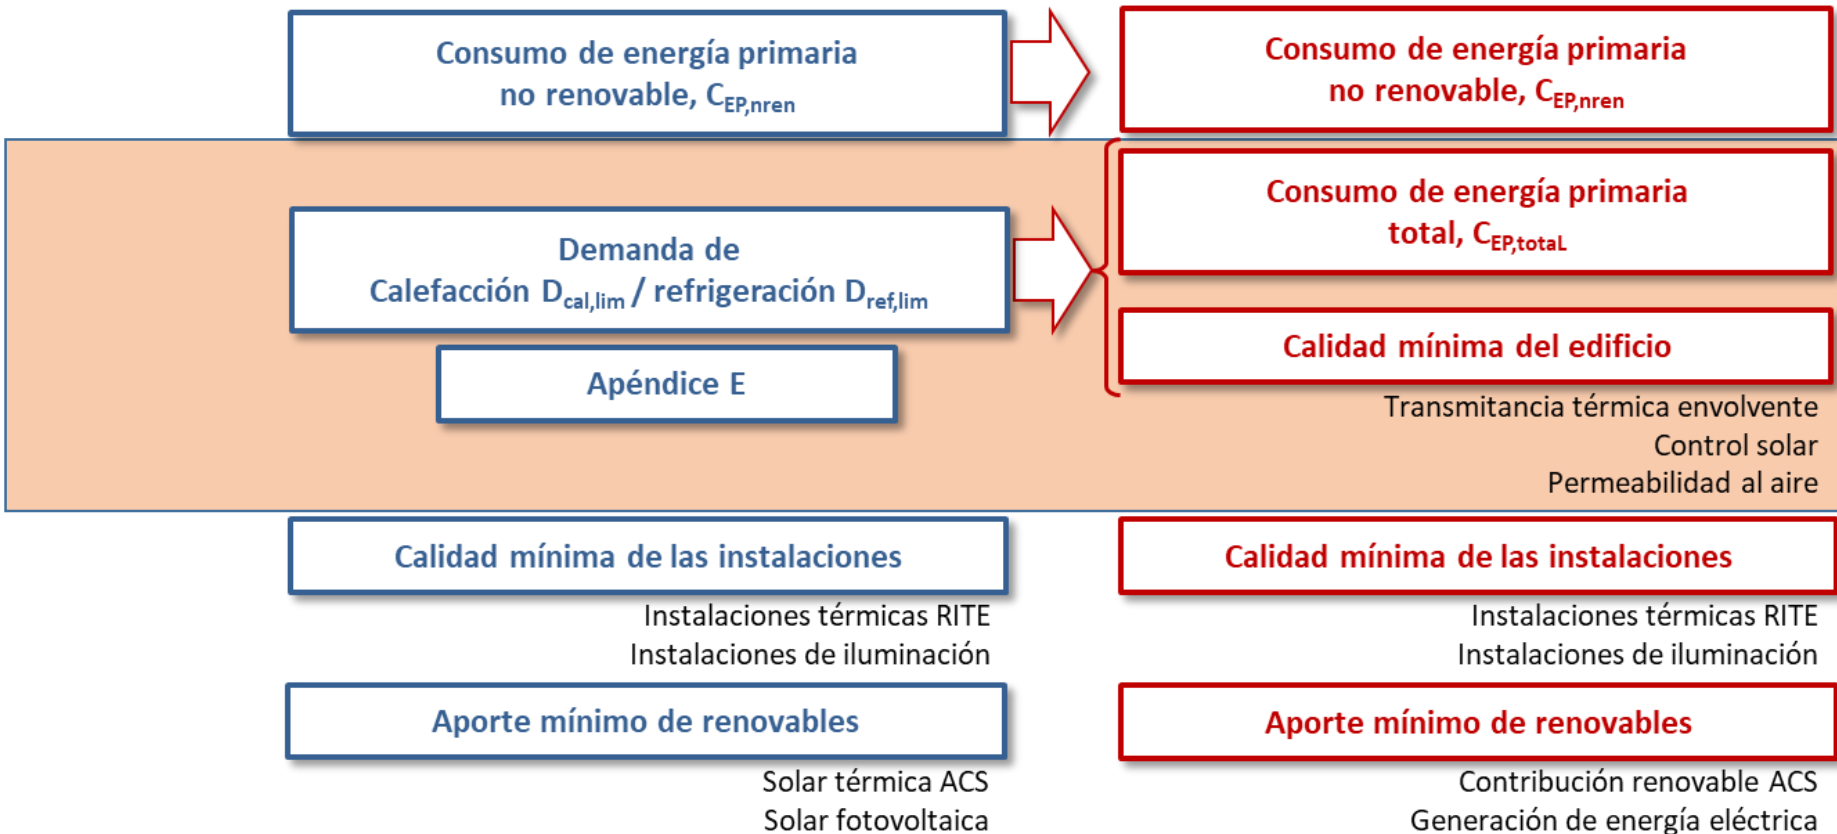 Consumo de energía primaria
no renovable, CEP,nren
Consumo de energía primaria
no renovable, CEP,nren
Demanda de
Calefacción Dcal,lim / refrigeración Dref,lim
Apéndice E
Consumo de energía primaria
total, CEP,totaL
Calidad mínima del edificio
Transmitancia térmica envolvente
Control solar
Permeabilidad al aire
Calidad mínima de las instalaciones
Instalaciones térmicas RITE
Instalaciones de iluminación
Calidad mínima de las instalaciones
Instalaciones térmicas RITE
Instalaciones de iluminación
Aporte mínimo de renovables
Solar térmica ACS
Solar fotovoltaica
Aporte mínimo de renovables
Contribución renovable ACS
Generación de energía eléctrica